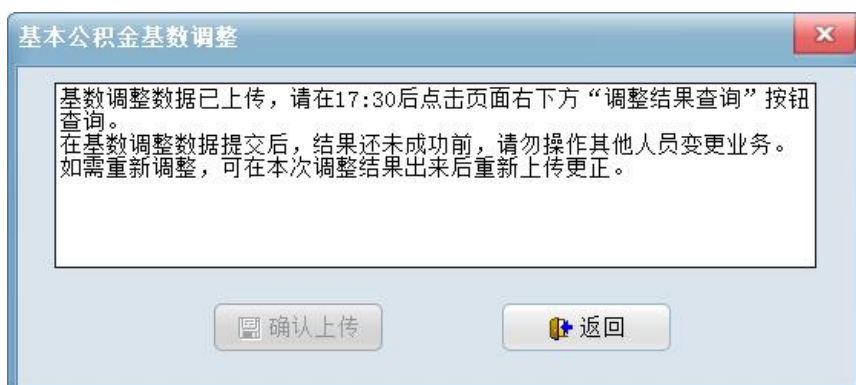 基本公积金基数调整
基数调整数据已上传，请在17:30后点击页面右下方“调整结果查询”按钮
查询。
在基数调整数据提交后，结果还未成功前，请勿操作其他人员变更业务。
如需重新调整，可在本次调整结果出来后重新上传更正。
确认上传
返回